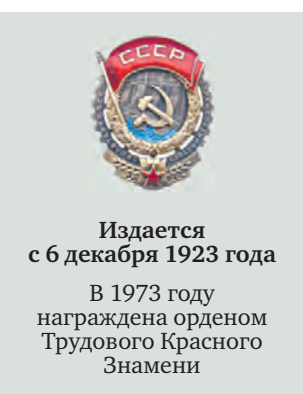 СССР
Издается
с 6 декабря 1923 года
В 1973 году
награждена орденом
Трудового Красного
Знамени